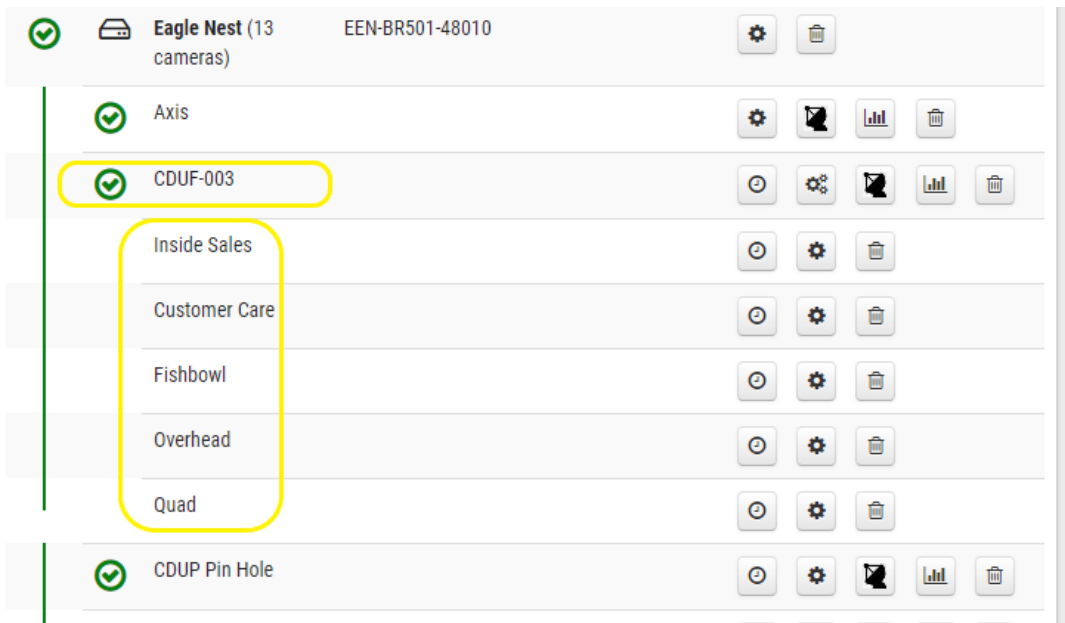 Eagle Nest (13 EEN-BR501-48010
cameras)
Axis
CDUF-003
Inside Sales
Customer Care
Fishbowl
Overhead
Quad
CDUP Pin Hole